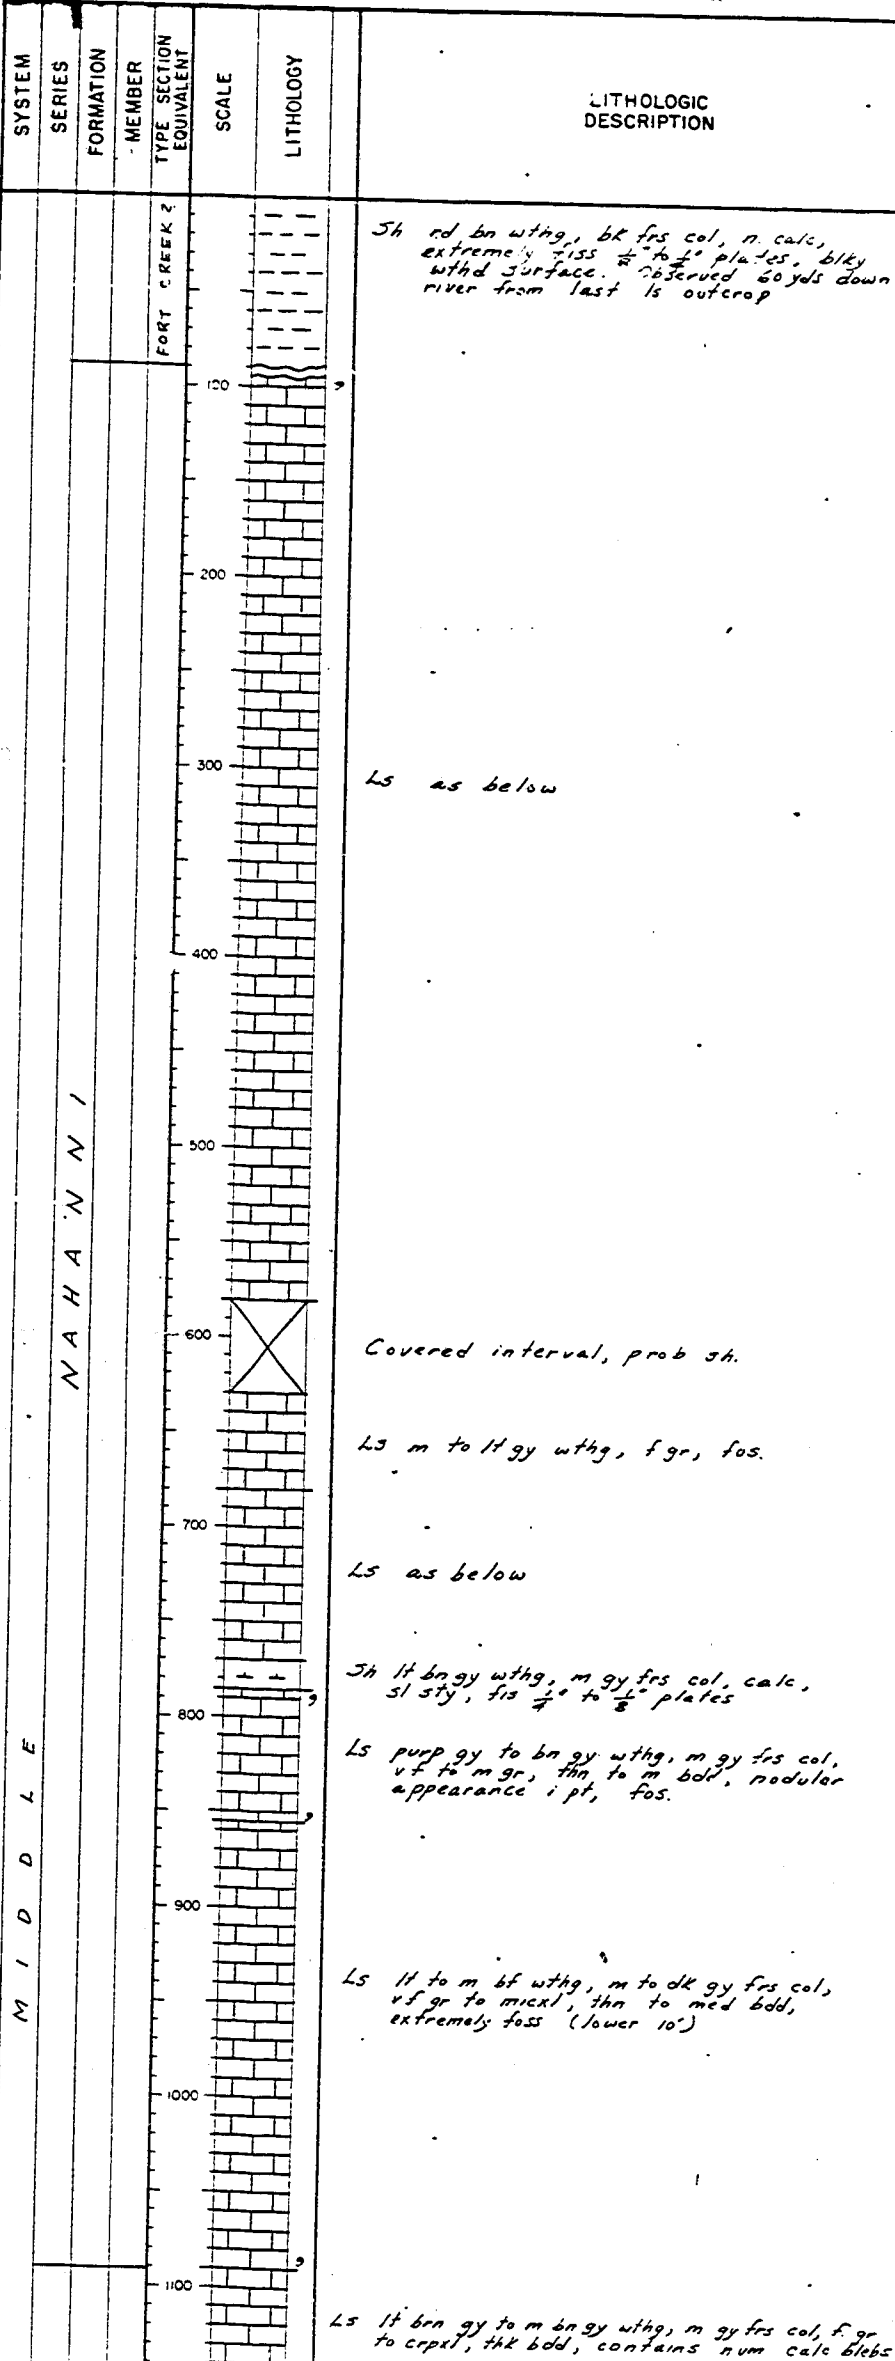 SYSTEM
SERIES
FORMATION
MEMBER
TYPE SECTION
EQUIVALENT
SCALE
LITHOLOGY
LITHOLOGIC
DESCRIPTION
FORT CREEK ?
Sh rd bn wthg, bk frs col, n. calc,
extremely fiss to plates, blky
wthd surface. Observed 60 yds down
river from last ls outcrop
100
200
300
Ls as below
400
500
NAHANNI
600
Covered interval, prob sh.
Ls m to lt gy wthg, f gr, fos.
700
Ls as below
Sh lt bn gy wthg, m gy frs col, calc,
sl sty, fis 1/4" to 1/8" plates
800
Ls purp gy to bn gy wthg, m gy frs col,
vf to m gr, thn to m bdd, nodular
appearance i pt, fos.
MIDDLE
900
Ls lt to m bf wthg, m to dk gy frs col,
vf gr to micxl, thn to med bdd,
extremely foss (lower 10')
1000
1100
Ls lt brn gy to m bn gy wthg, m gy frs col, f. gr
to crpxl, thk bdd, contains num calc blebs